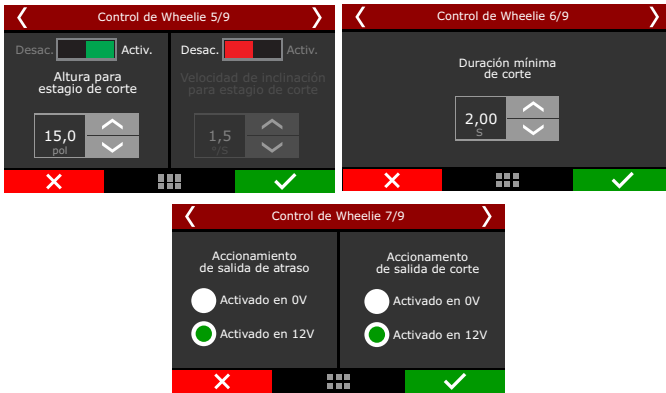 Control de Wheelie 5/9
Desac. Activ.
Altura para
estagio de corte
15,0
pol
Desac. Activ.
Velocidad de inclinación
para estagio de corte
1,5
°/S
Control de Wheelie 6/9
Duración mínima
de corte
2,00
S
Control de Wheelie 7/9
Accionamiento
de salida de atraso
Activado en 0V
Activado en 12V
Accionamento
de salida de corte
Activado en 0V
Activado en 12V